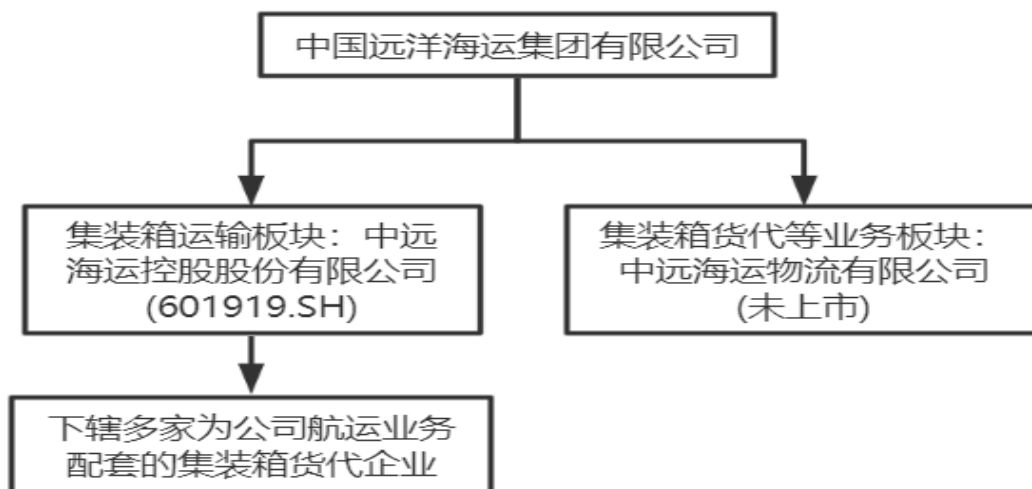 中国远洋海运集团有限公司
集装箱运输板块：中远
海运控股股份有限公司
(601919.SH)
集装箱货代等业务板块：
中远海运物流有限公司
(未上市)
下辖多家为公司航运业务
配套的集装箱货代企业